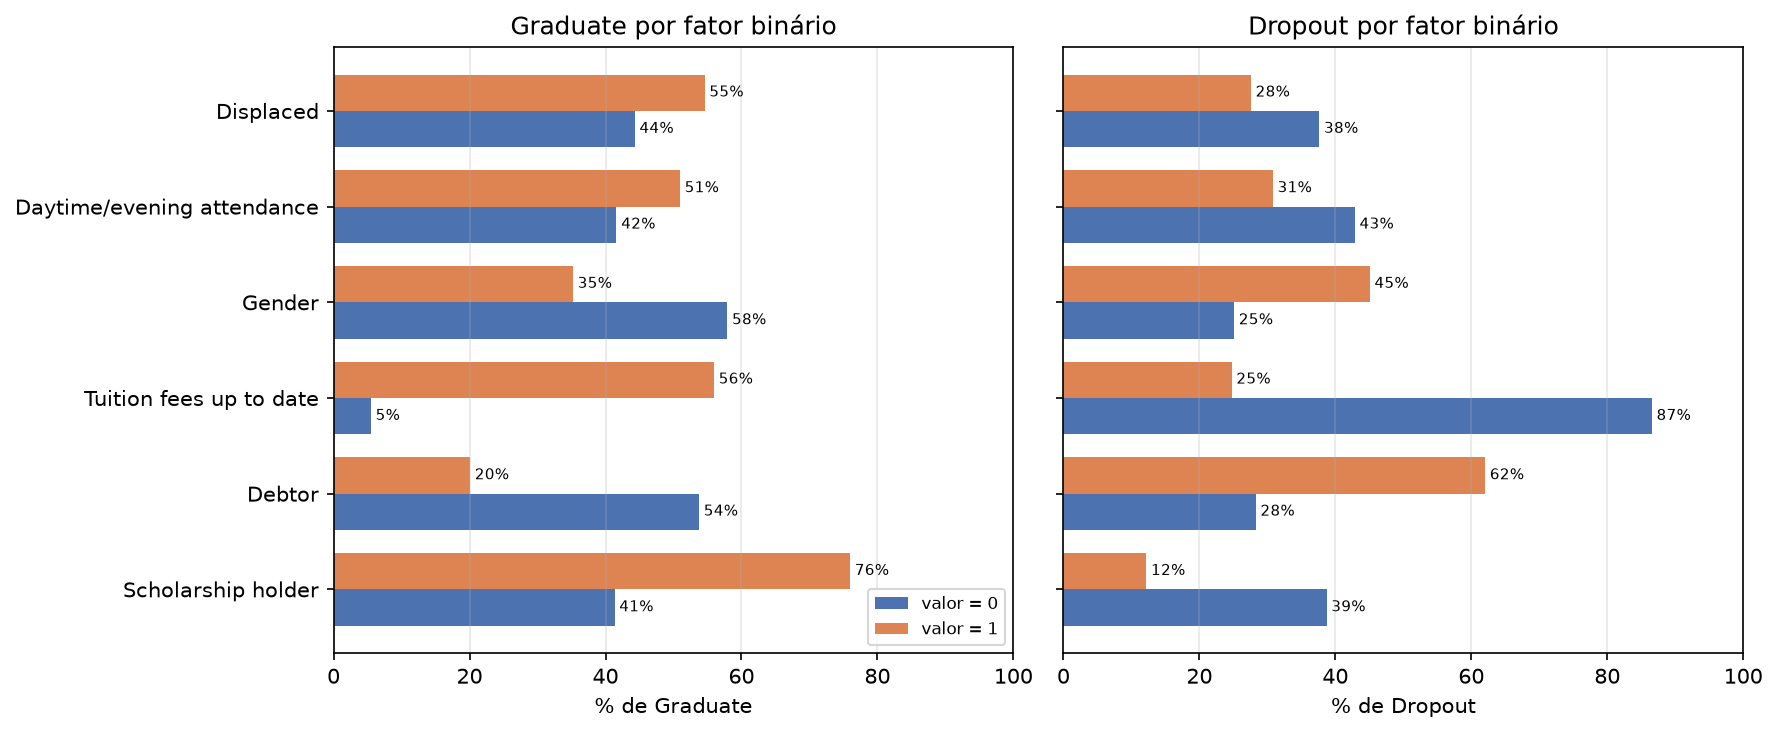 Graduate por fator binário
Displaced
55%
44%
Daytime/evening attendance
51%
42%
Gender
35%
58%
Tuition fees up to date
56%
5%
Debtor
20%
54%
Scholarship holder
76%
41%
valor = 0
valor = 1
0 20 40 60 80 100
% de Graduate
Dropout por fator binário
28%
38%
31%
43%
45%
25%
25%
87%
62%
28%
12%
39%
0 20 40 60 80 100
% de Dropout